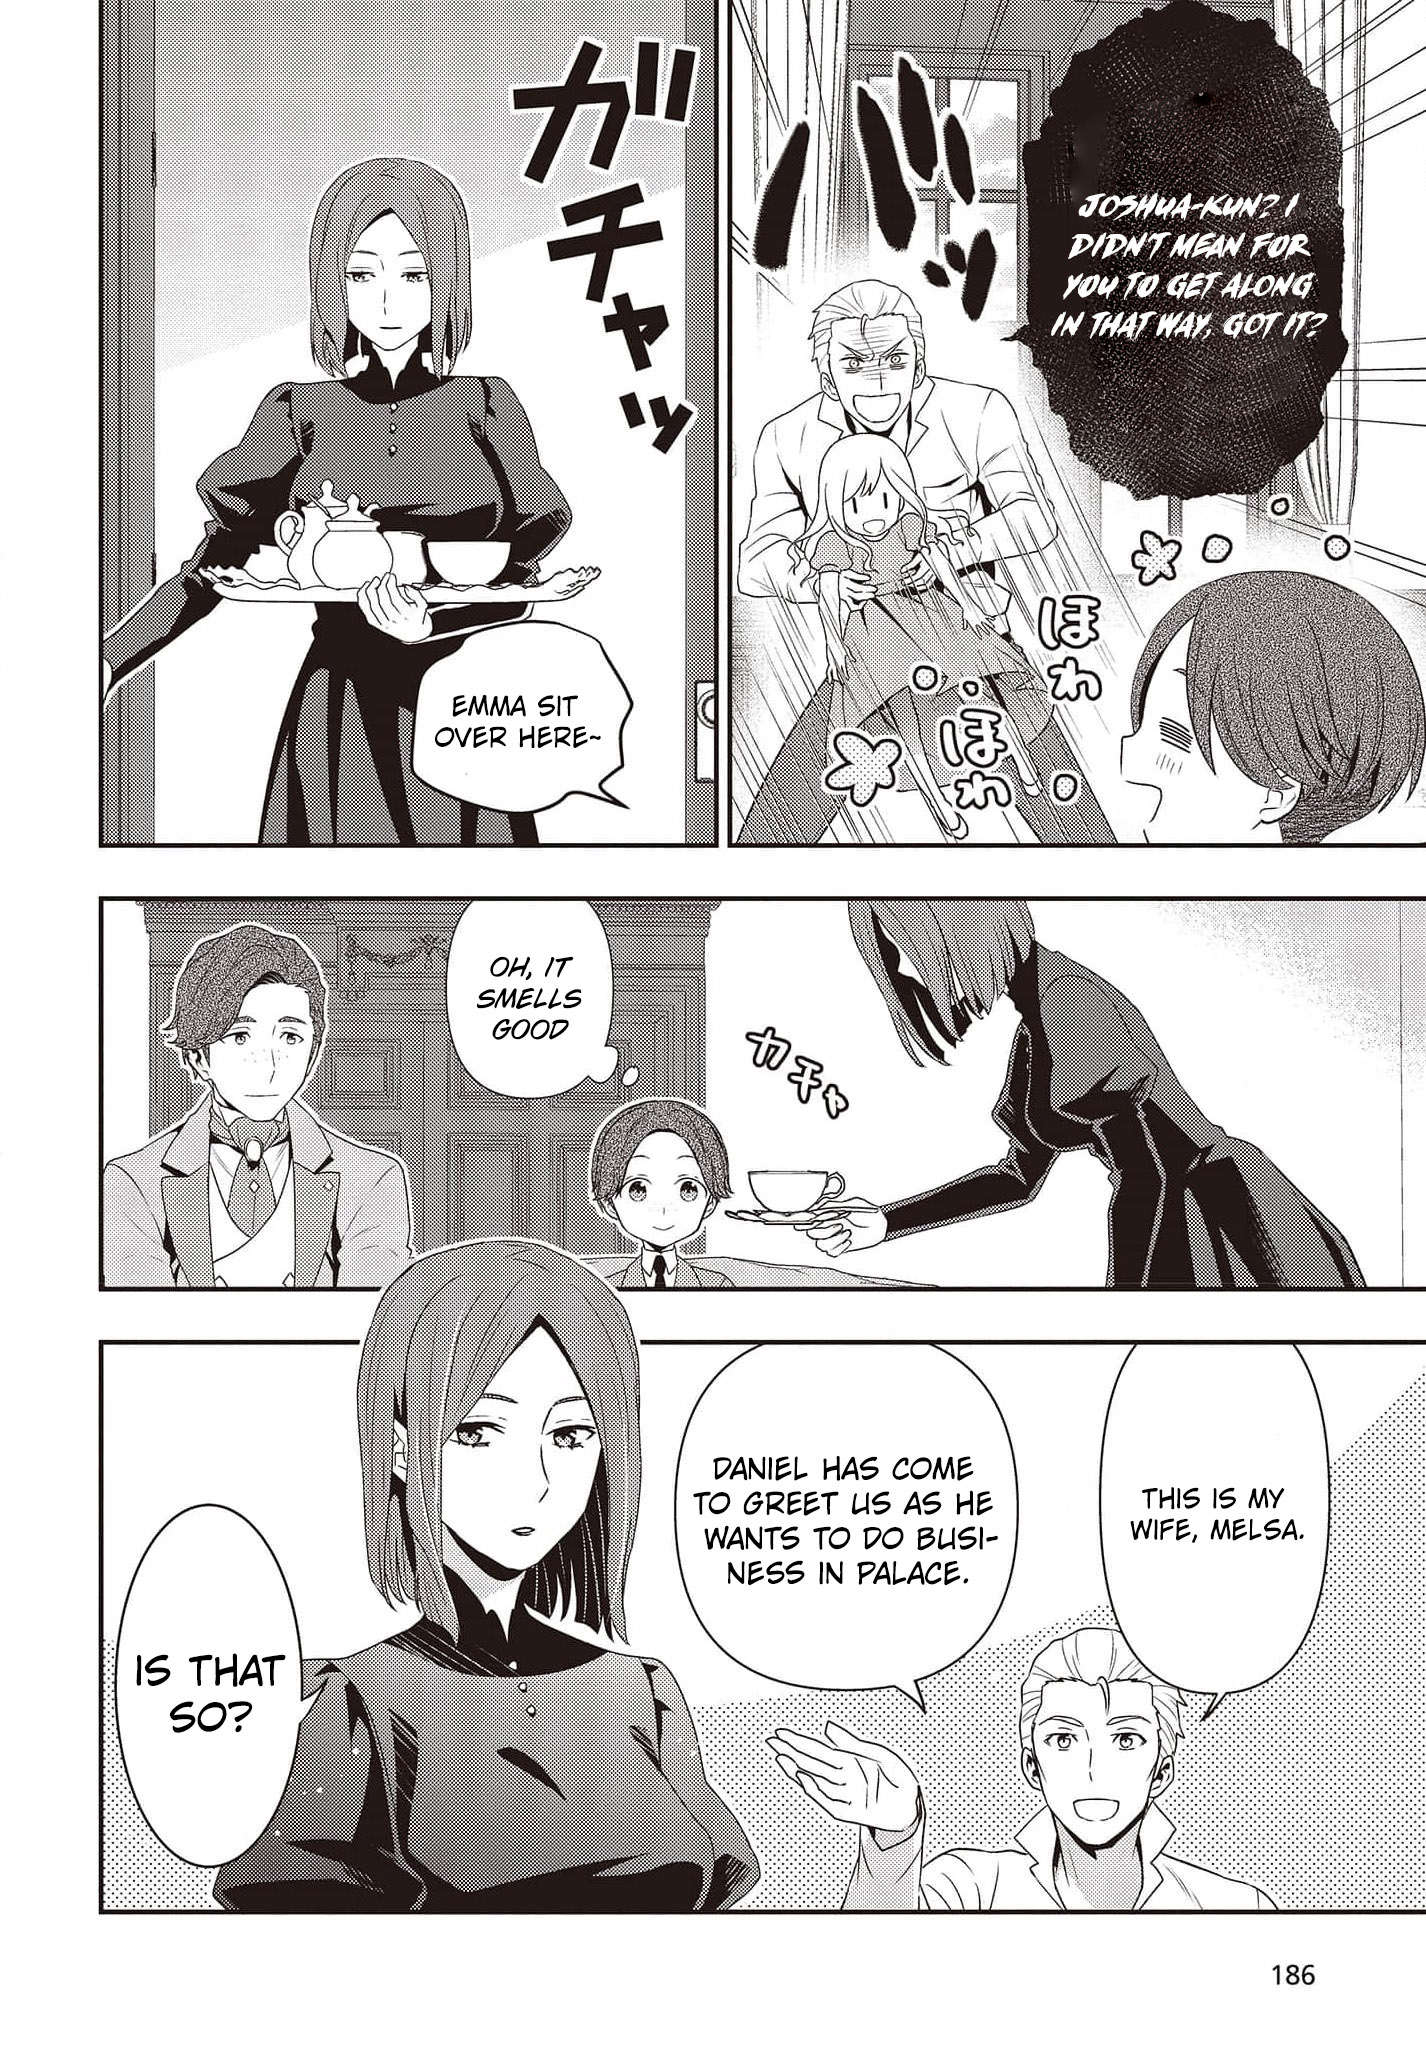 JOSHUA-KUN? I
DIDN'T MEAN FOR
YOU TO GET ALONG
IN THAT WAY, GOT IT?
ほわ
ほわ
ガチャッ
EMMA SIT
OVER HERE~
カチャ
OH, IT
SMELLS
GOOD
THIS IS MY
WIFE, MELSA.
DANIEL HAS COME
TO GREET US AS HE
WANTS TO DO BUSI-
NESS IN PALACE.
IS THAT
SO?
186